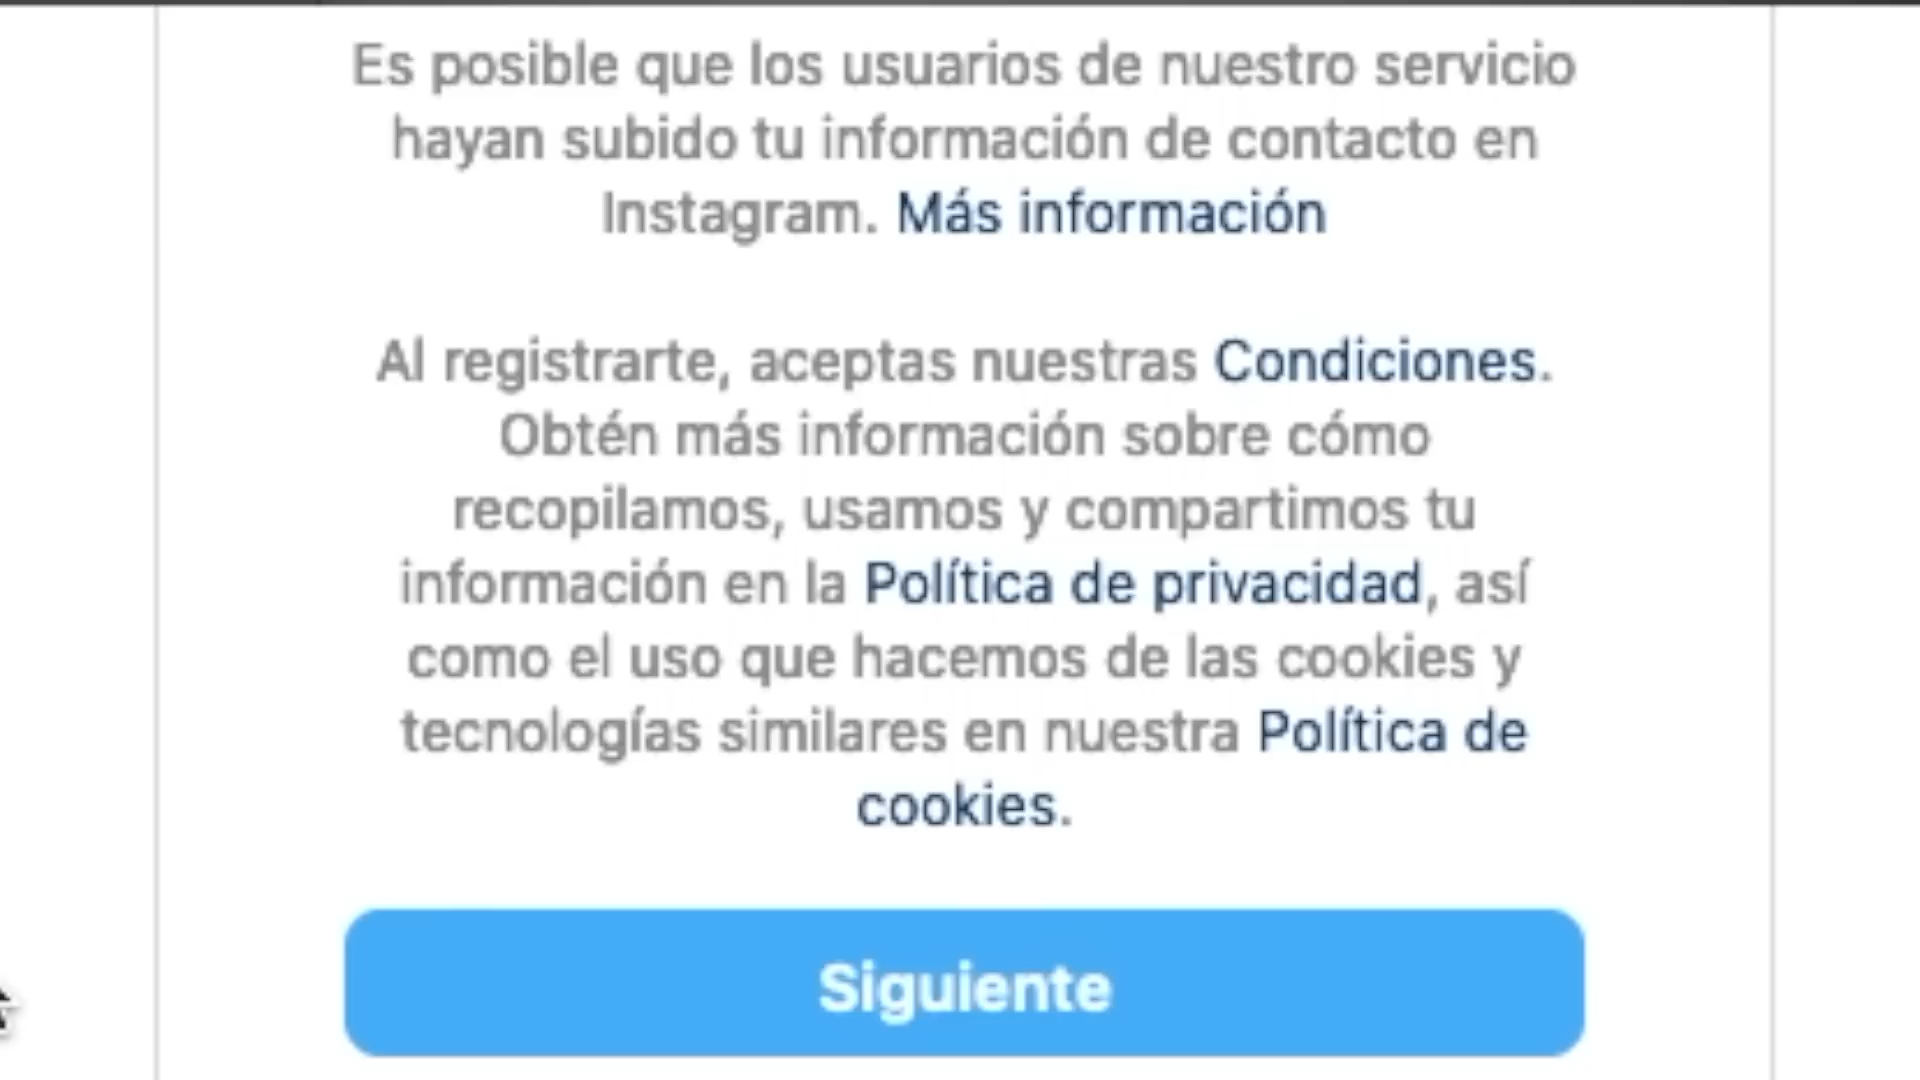 Es posible que los usuarios de nuestro servicio
hayan subido tu información de contacto en
Instagram. Más información
Al registrarte, aceptas nuestras Condiciones.
Obtén más información sobre cómo
recopilamos, usamos y compartimos tu
información en la Política de privacidad, así
como el uso que hacemos de las cookies y
tecnologías similares en nuestra Política de
cookies.
Siguiente